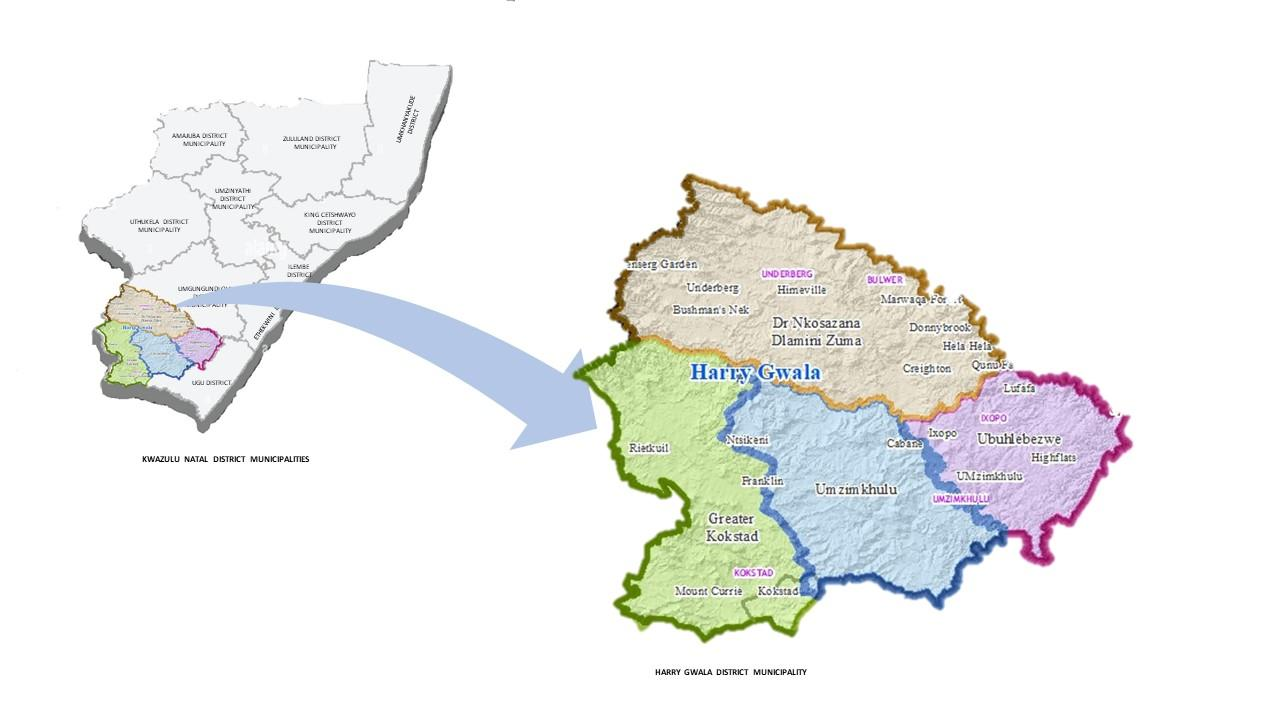 AMAJUBA DISTRICT
MUNICIPALITY
ZULULAND DISTRICT
MUNICIPALITY
UMKHANYAKUDE
DISTRICT
UMZINYATHI
DISTRICT
MUNICIPALITY
UTHUKELA DISTRICT
MUNICIPALITY
KING CETSHWAYO
DISTRICT
MUNICIPALITY
ILEMBE
DISTRICT
ETHEKWINI
UGU DISTRICT
KWAZULU NATAL DISTRICT MUNICIPALITIES
Garden
UNDERBERG
BULWER
Underberg
Himeville
Marwaqa
Bushman's Nek
Dr Nkosazana
Dlamini Zuma
Donnybrook
Hela Hela
Creighton
Harry Gwala
Lufafa
IXOPO
Ntsikeni
Cabane
Ixopo
Ubuhlebezwe
Rietkuil
Highflats
Franklin
UMzimkhulu
Umzimkhulu
UMZIMKHULU
Greater
Kokstad
KOKSTAD
Mount Currie
Kokstad
HARRY GWALA DISTRICT MUNICIPALITY